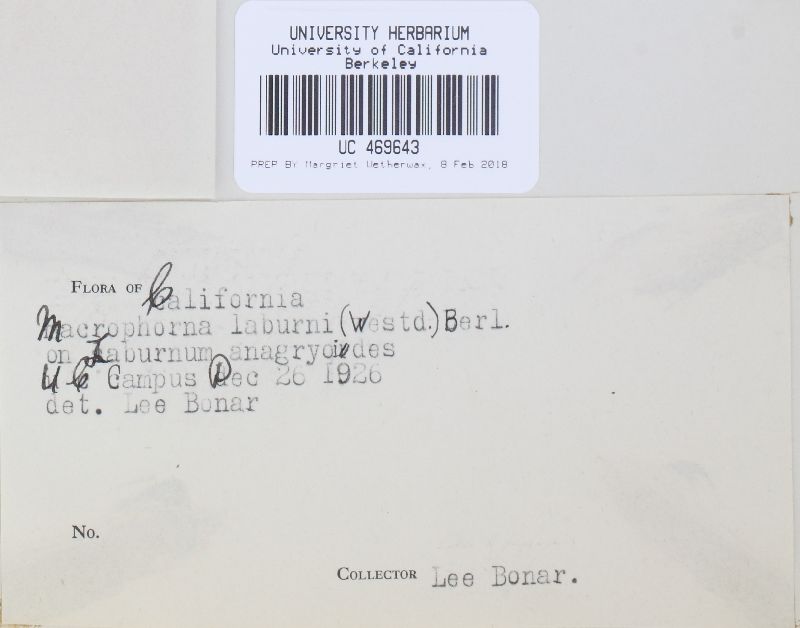 UNIVERSITY HERBARIUM
University of California
Berkeley
UC 469643
PREP BY Margriet Wetherwax, 8 Feb 2018
FLORA OF California
Macrophorna laburni (Westd.) Berl.
on Laburnum anagryoides
U C Campus Dec 26 1926
det. Lee Bonar
No.
COLLECTOR Lee Bonar.